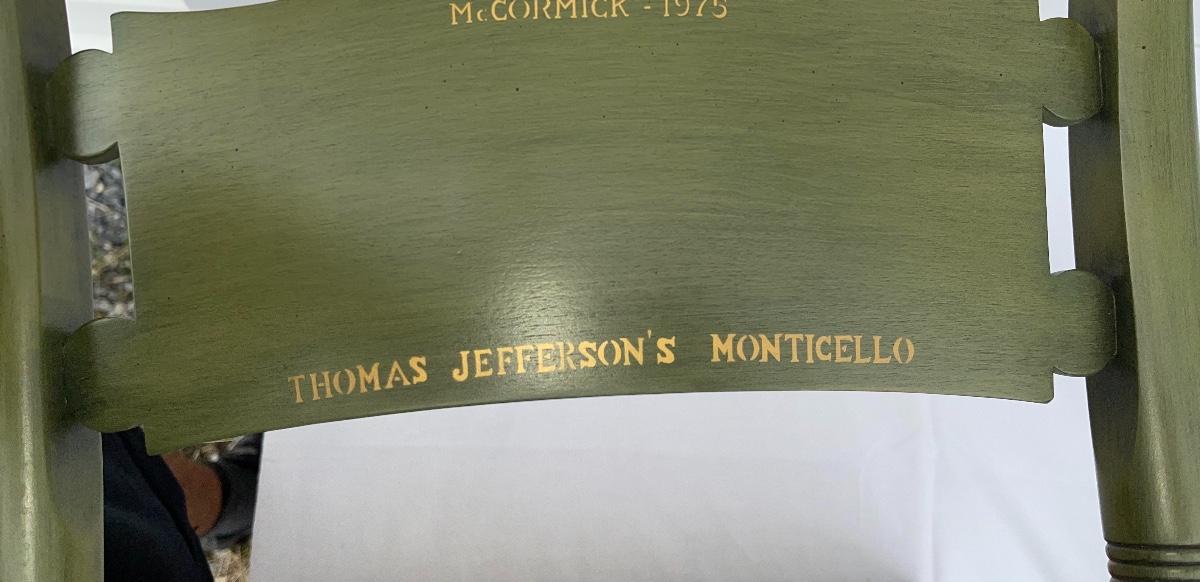 McCORMICK - 1975
THOMAS JEFFERSON'S MONTICELLO